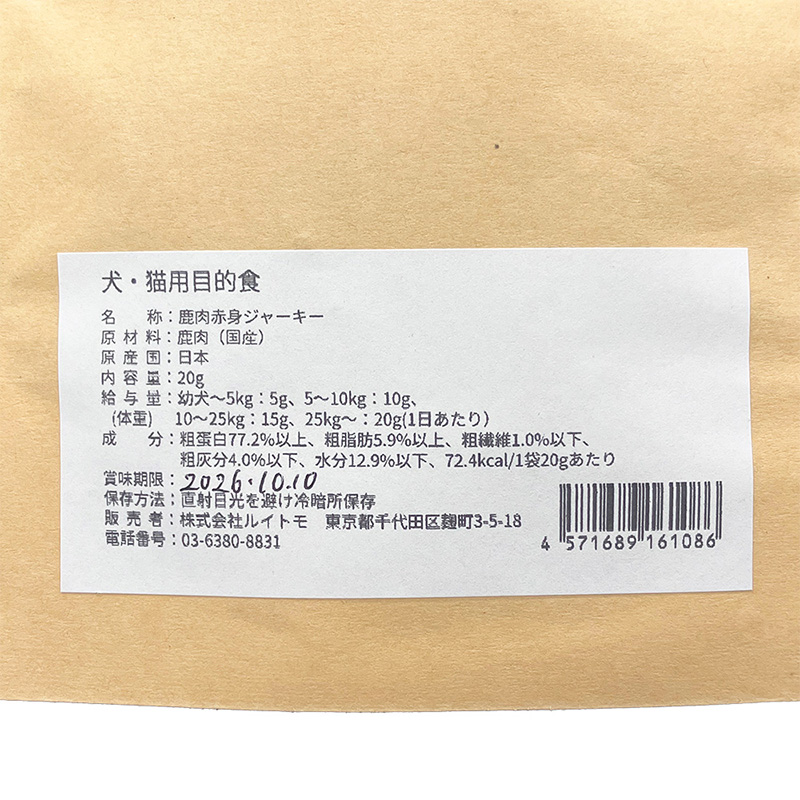 犬・猫用目的食
名 称：鹿肉赤身ジャーキー
原材料：鹿肉（国産）
原産国：日本
内容量：20g
給与量：幼犬〜5kg：5g、5〜10kg：10g、
(体重) 10〜25kg：15g、25kg〜：20g(1日あたり）
成 分：粗蛋白77.2%以上、粗脂肪5.9%以上、粗繊維1.0%以下、
粗灰分4.0%以下、水分12.9%以下、72.4kcal/1袋20gあたり
賞味期限：2026.10.10
保存方法：直射日光を避け冷暗所保存
販売者：株式会社ルイトモ 東京都千代田区麹町3-5-18
電話番号：03-6380-8831
4 571689 161086